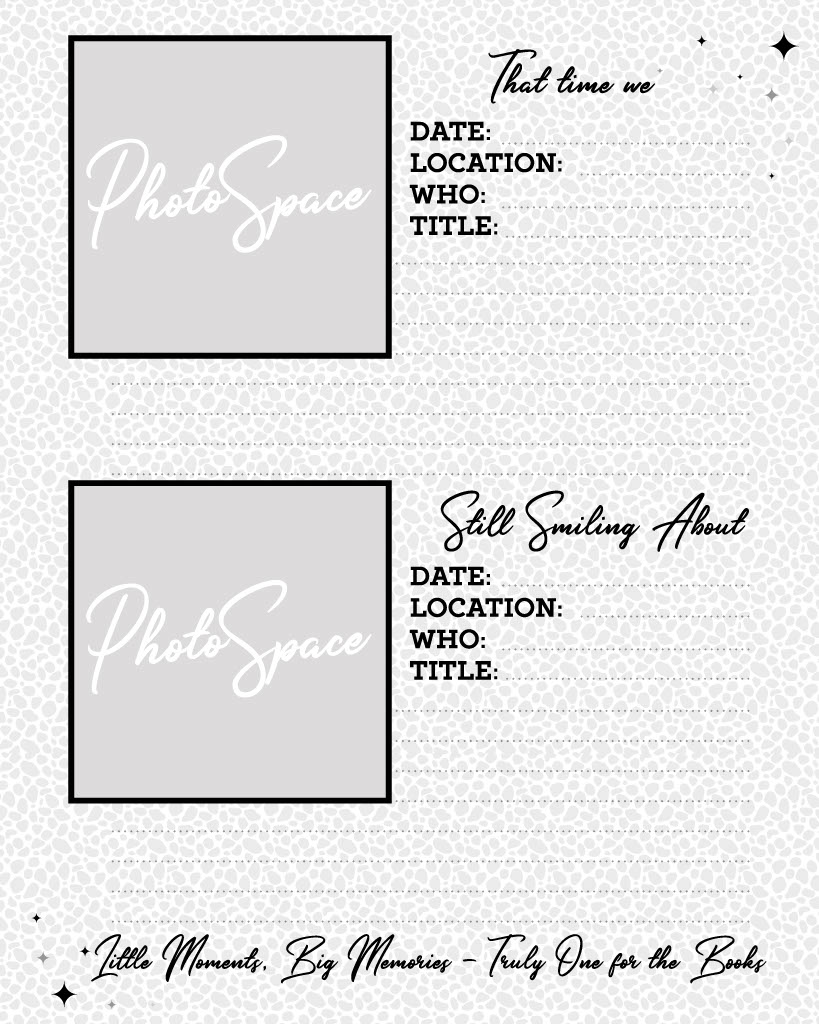 That time we
PhotoSpace
DATE:
LOCATION:
WHO:
TITLE:
Still Smiling About
PhotoSpace
DATE:
LOCATION:
WHO:
TITLE:
Little Moments, Big Memories – Truly One for the Books